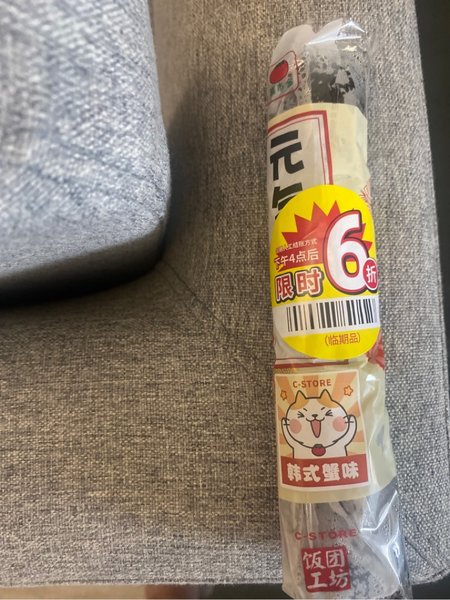 元
气
下午4点后
限时6折
(临期品)
C-STORE
韩式蟹味
C-STORE
饭团
工坊